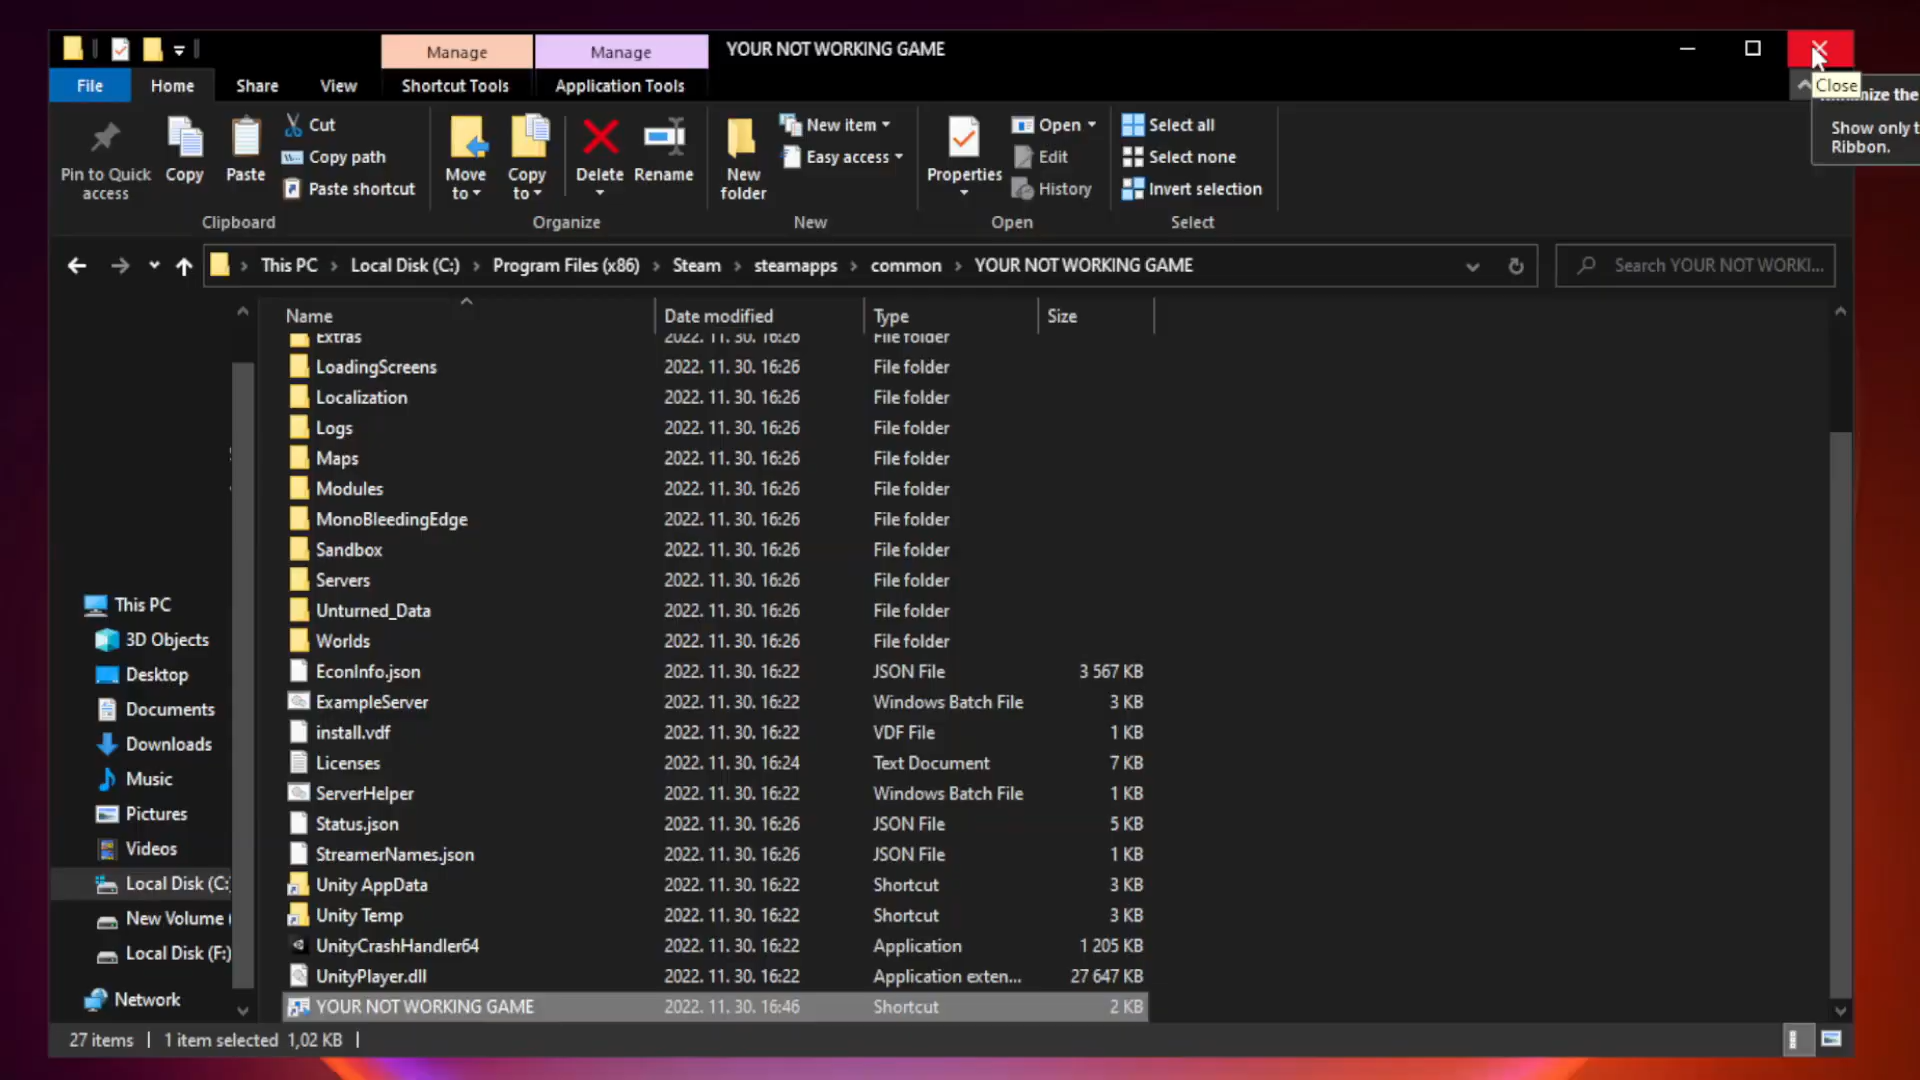 Manage
Manage
YOUR NOT WORKING GAME
Close
File
Home
Share
View
Shortcut Tools
Application Tools
Pin to Quick access
Copy
Paste
Cut
Copy path
Paste shortcut
Clipboard
Move to
Copy to
Delete
Rename
Organize
New folder
New item
Easy access
New
Properties
Open
Edit
History
Open
Select all
Select none
Invert selection
Select
Show only t
Ribbon.
This PC
Local Disk (C:)
Program Files (x86)
Steam
steamapps
common
YOUR NOT WORKING GAME
Search YOUR NOT WORKI...
This PC
3D Objects
Desktop
Documents
Downloads
Music
Pictures
Videos
Local Disk (C:
New Volume (
Local Disk (F:)
Network
Name Date modified Type Size
Extras 2022. 11. 30. 16:26 File folder
LoadingScreens 2022. 11. 30. 16:26 File folder
Localization 2022. 11. 30. 16:26 File folder
Logs 2022. 11. 30. 16:26 File folder
Maps 2022. 11. 30. 16:26 File folder
Modules 2022. 11. 30. 16:26 File folder
MonoBleedingEdge 2022. 11. 30. 16:26 File folder
Sandbox 2022. 11. 30. 16:26 File folder
Servers 2022. 11. 30. 16:26 File folder
Unturned_Data 2022. 11. 30. 16:26 File folder
Worlds 2022. 11. 30. 16:26 File folder
EconInfo.json 2022. 11. 30. 16:22 JSON File 3 567 KB
ExampleServer 2022. 11. 30. 16:22 Windows Batch File 3 KB
install.vdf 2022. 11. 30. 16:22 VDF File 1 KB
Licenses 2022. 11. 30. 16:24 Text Document 7 KB
ServerHelper 2022. 11. 30. 16:22 Windows Batch File 1 KB
Status.json 2022. 11. 30. 16:26 JSON File 5 KB
StreamerNames.json 2022. 11. 30. 16:26 JSON File 1 KB
Unity AppData 2022. 11. 30. 16:22 Shortcut 3 KB
Unity Temp 2022. 11. 30. 16:22 Shortcut 3 KB
UnityCrashHandler64 2022. 11. 30. 16:22 Application 1 205 KB
UnityPlayer.dll 2022. 11. 30. 16:22 Application exten... 27 647 KB
YOUR NOT WORKING GAME 2022. 11. 30. 16:46 Shortcut 2 KB
27 items 1 item selected 1,02 KB